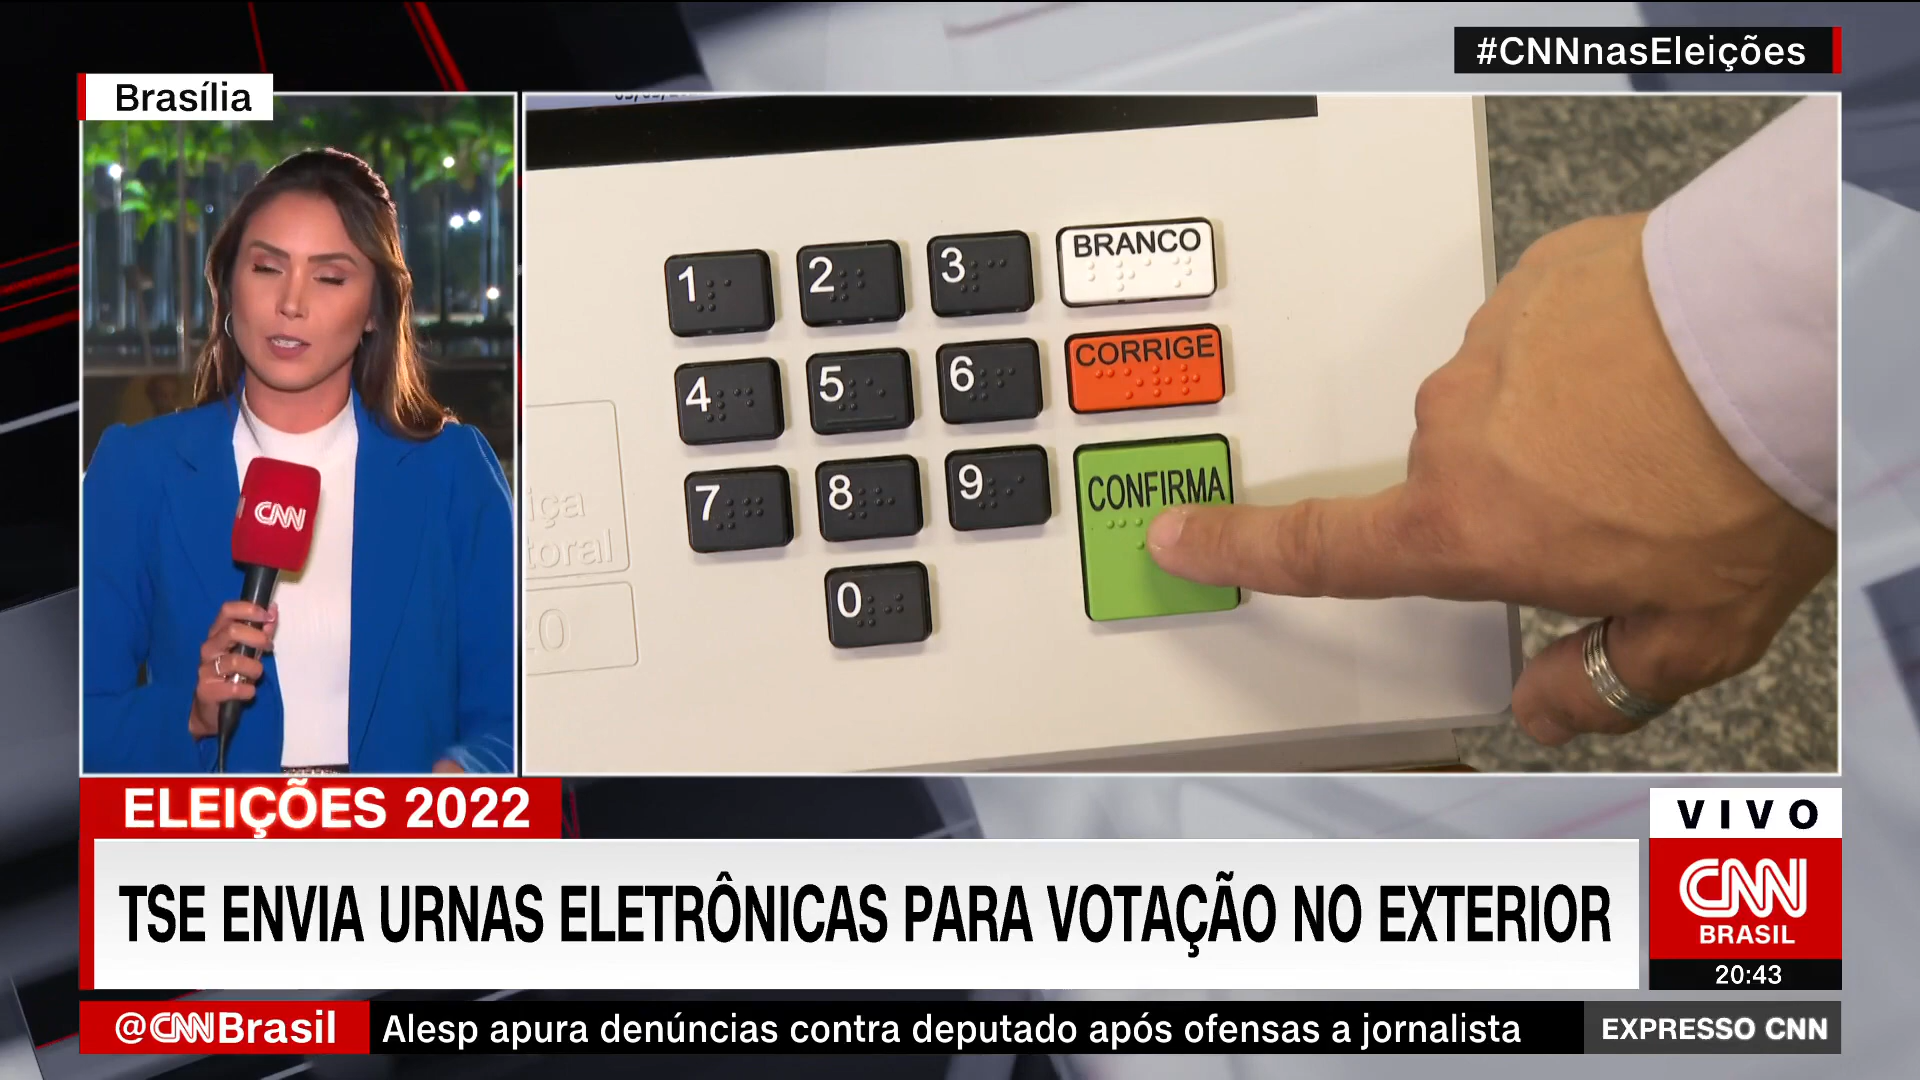 #CNNnasEleições
Brasília
1 2 3 BRANCO
4 5 6 CORRIGE
7 8 9 CONFIRMA
0
CNN
ELEIÇÕES 2022
TSE ENVIA URNAS ELETRÔNICAS PARA VOTAÇÃO NO EXTERIOR
VIVO
CNN
BRASIL
20:43
@CNNBrasil Alesp apura denúncias contra deputado após ofensas a jornalista EXPRESSO CNN